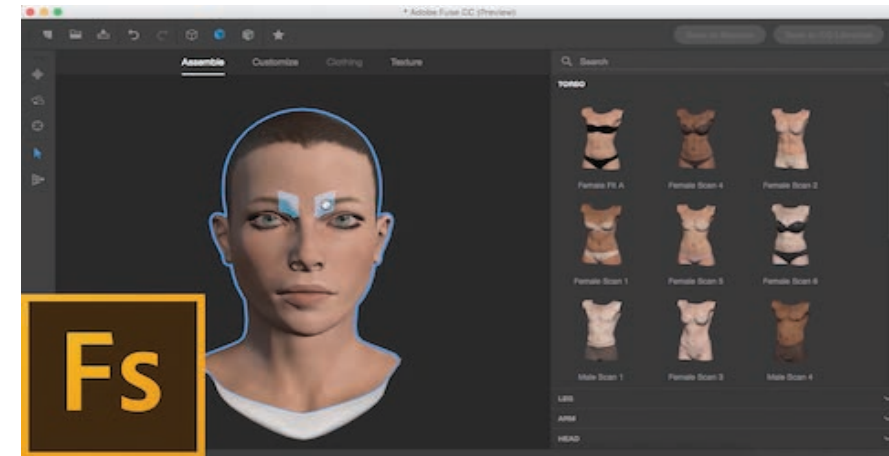 * Adobe Fuse CC (Preview)
Assemble Customize Clothing Texture
Search
TORSO
Female Fit A Female Scan 4 Female Scan 2
Female Scan 1 Female Scan 5 Female Scan 6
Male Scan 1 Female Scan 3 Male Scan 4
LEG
ARM
HEAD
Fs